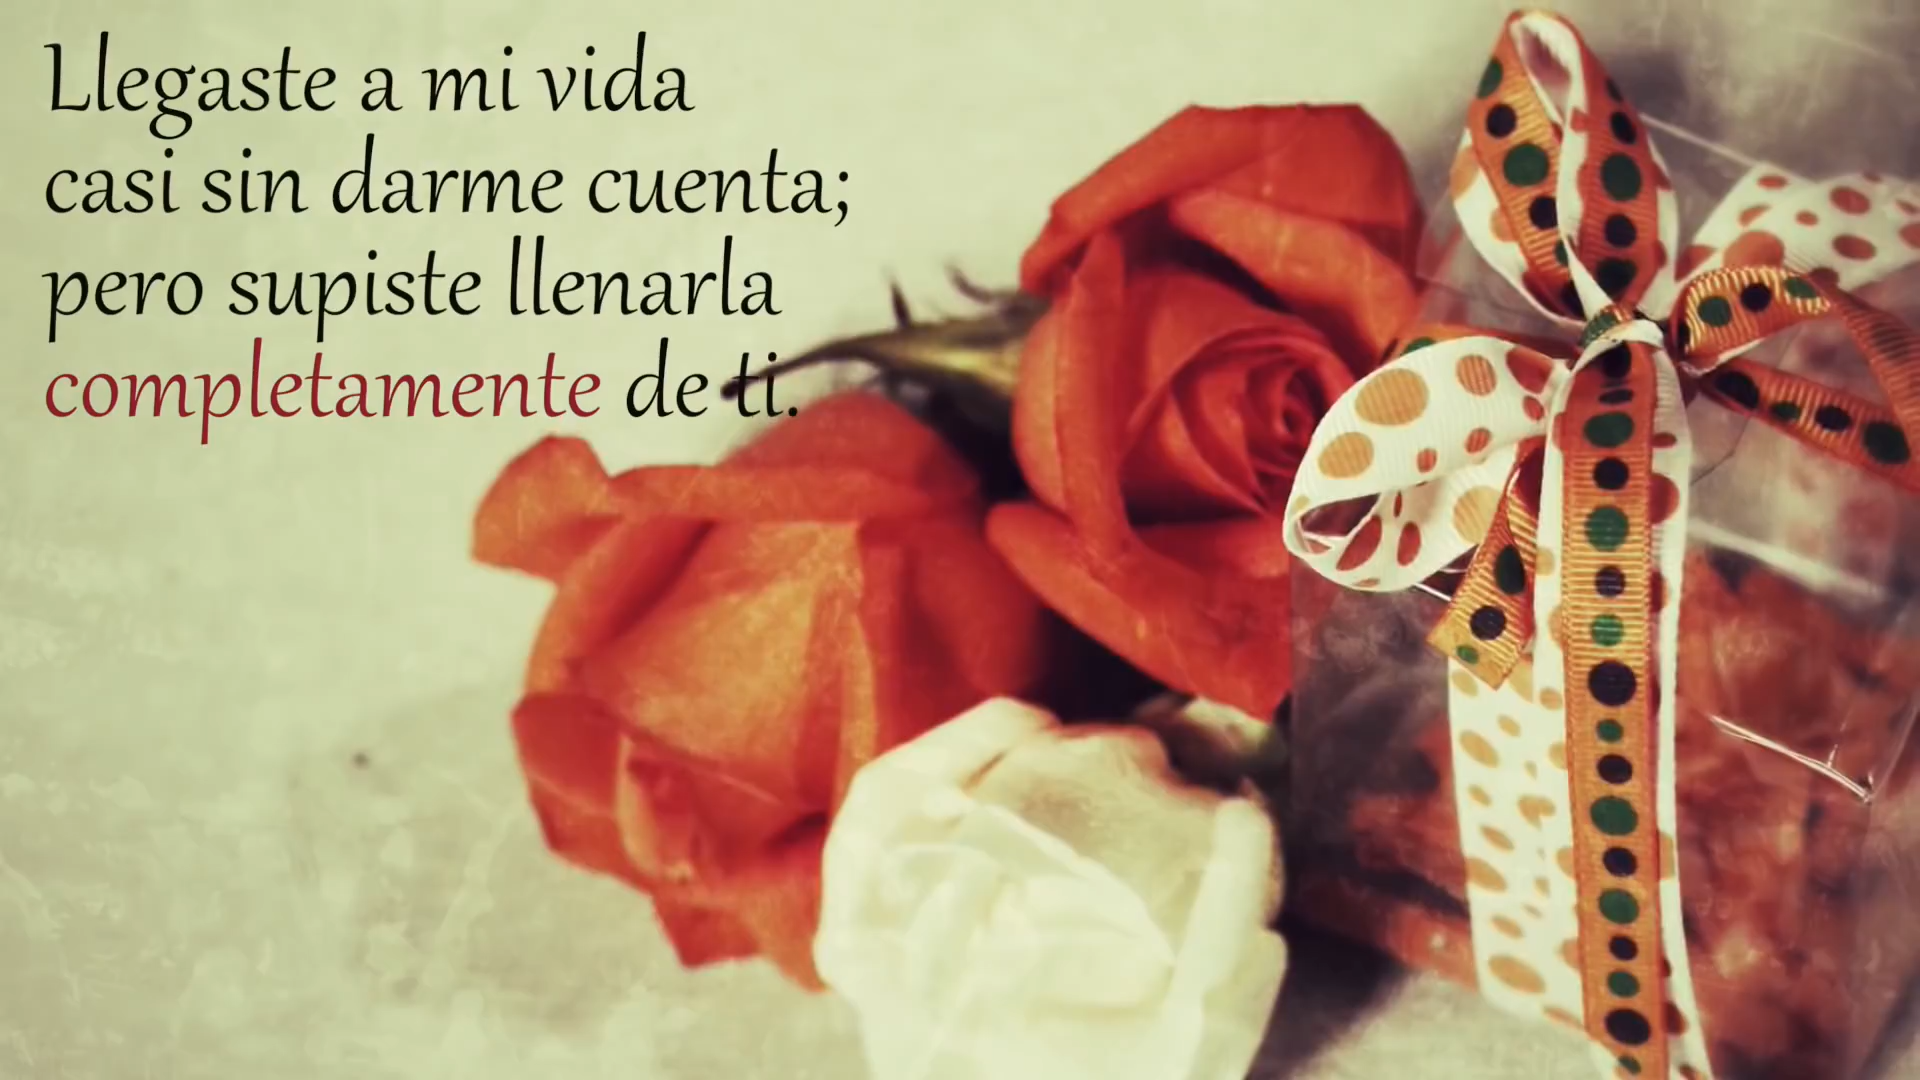 Llegaste a mi vida
casi sin darme cuenta;
pero supiste llenarla
completamente de ti.